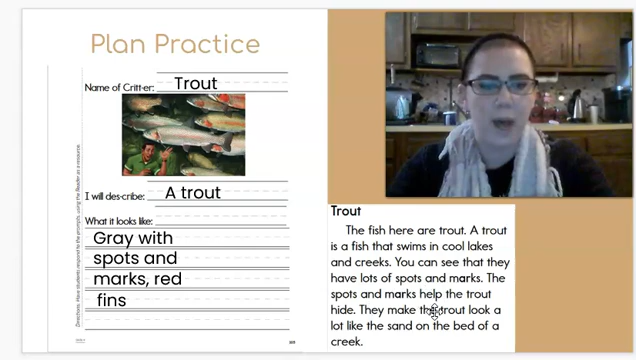 Plan Practice
Name of Crit·ter: Trout
I will des·cribe: A trout
What it looks like:
Gray with
spots and
marks, red
fins
Directions: Have students respond to the prompts, using the Reader as a resource.
Trout
The fish here are trout. A trout
is a fish that swims in cool lakes
and creeks. You can see that they
have lots of spots and marks. The
spots and marks help the trout
hide. They make the trout look a
lot like the sand on the bed of a
creek.